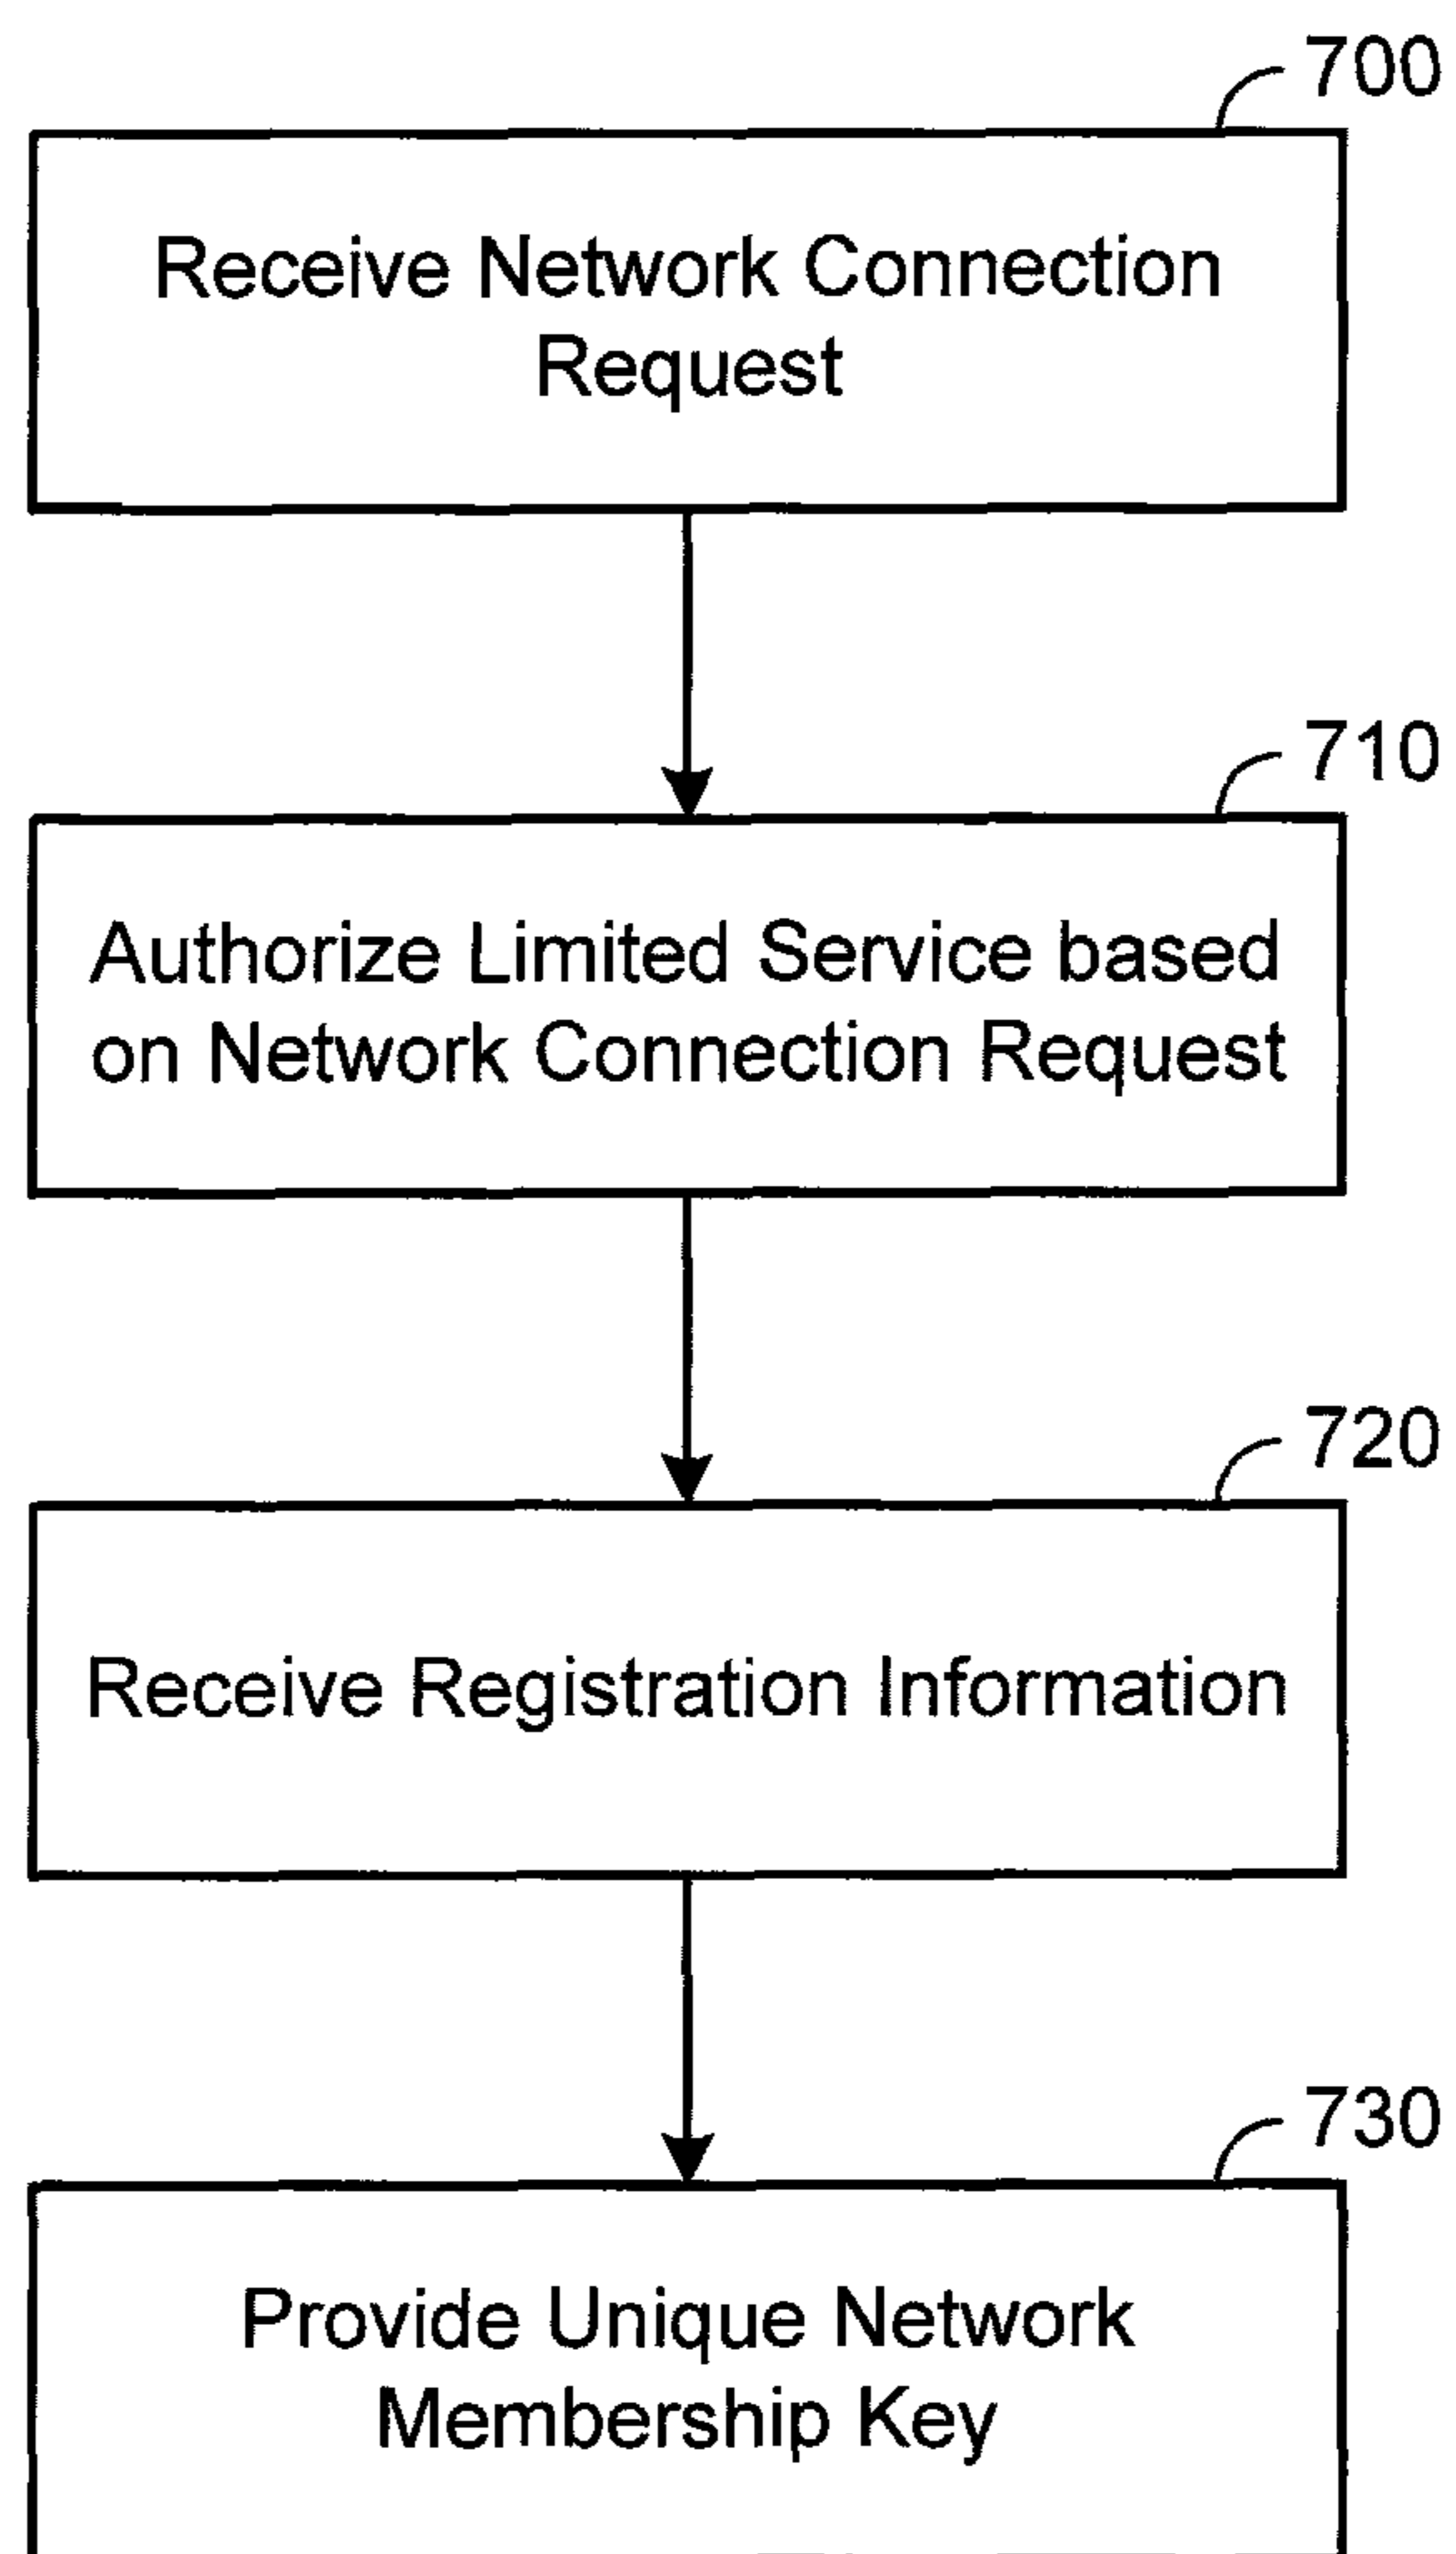 700
Receive Network Connection
Request
710
Authorize Limited Service based
on Network Connection Request
720
Receive Registration Information
730
Provide Unique Network
Membership Key